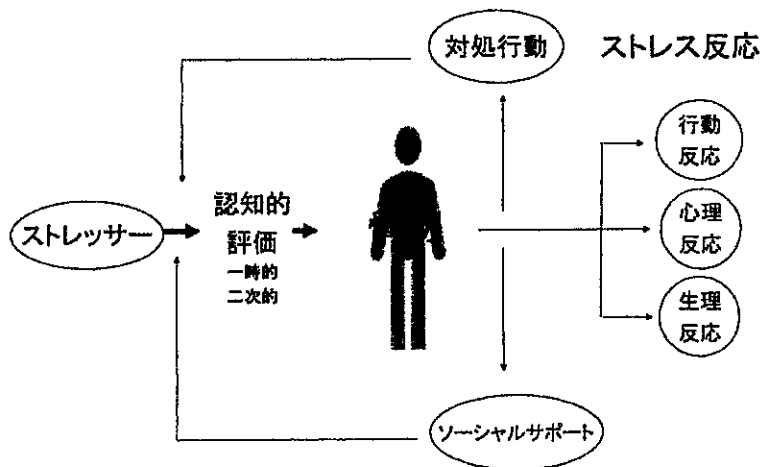 対処行動
ストレス反応
行動
反応
ストレッサー
認知的
評価
一時的
二次的
心理
反応
生理
反応
ソーシャルサポート